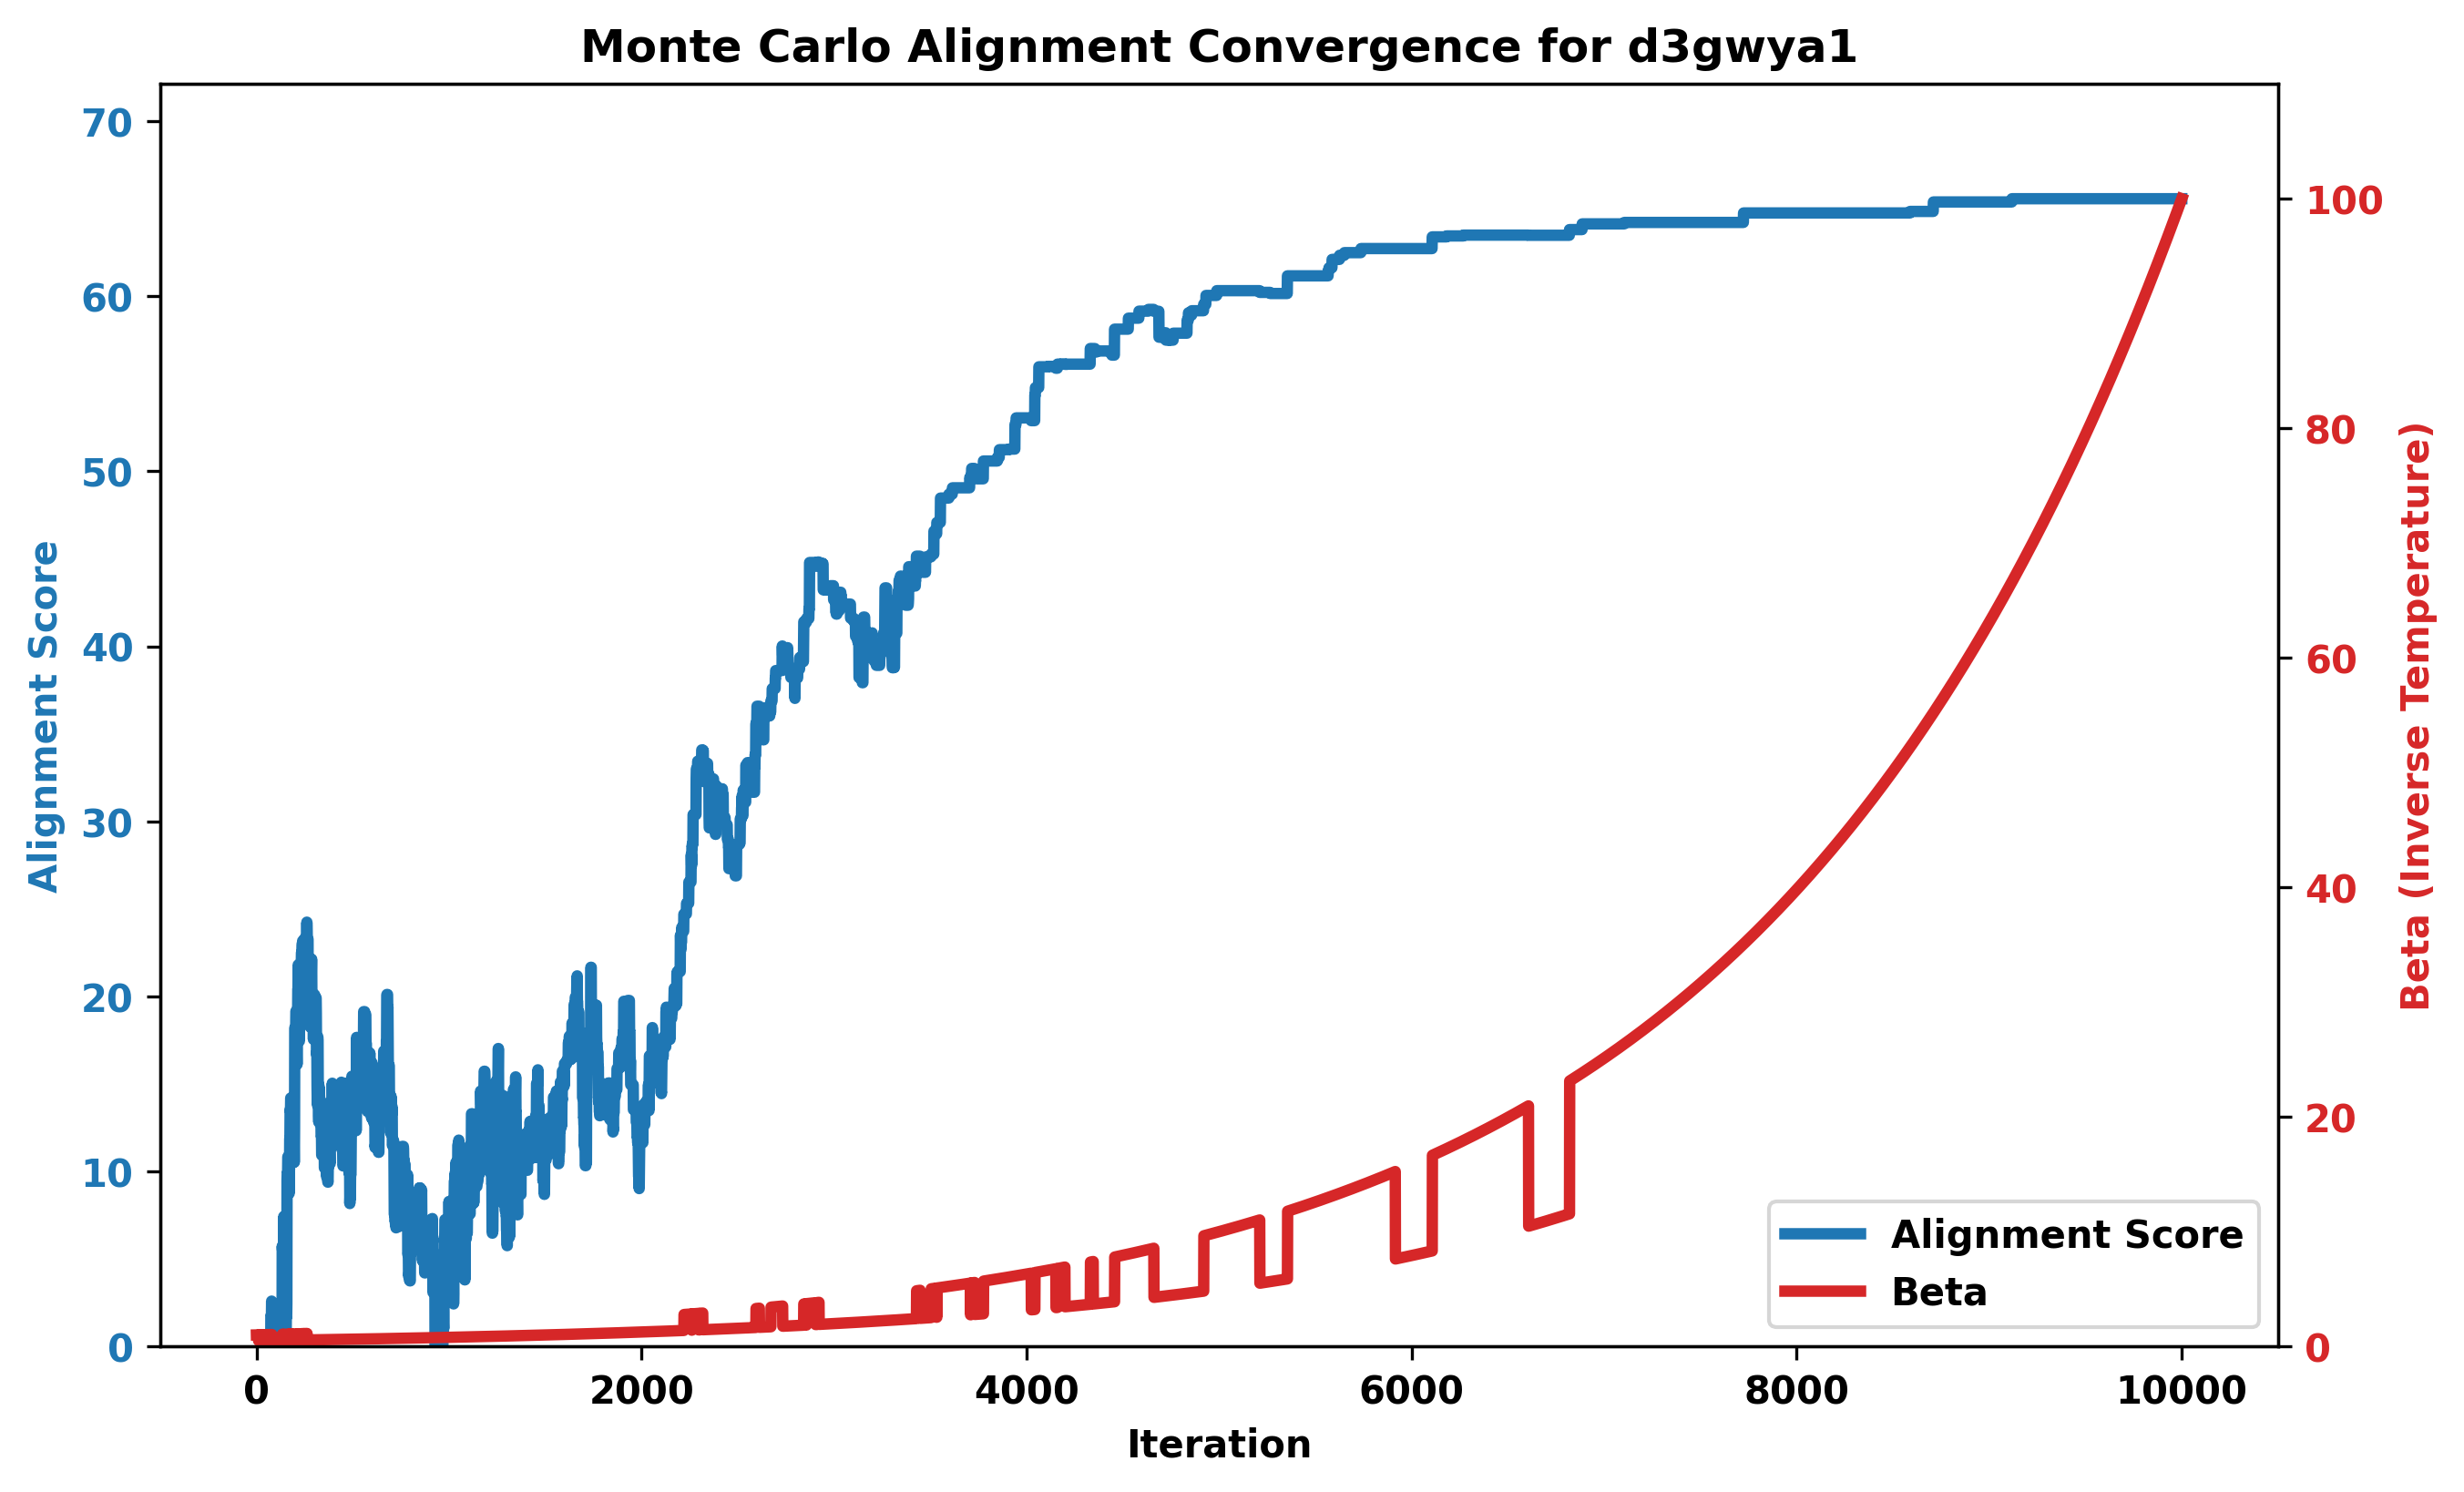 Monte Carlo Alignment Convergence for d3gwya1
70
60
50
40
30
20
10
0
Alignment Score
100
80
60
40
20
0
Beta (Inverse Temperature)
Alignment Score
Beta
0 2000 4000 6000 8000 10000
Iteration